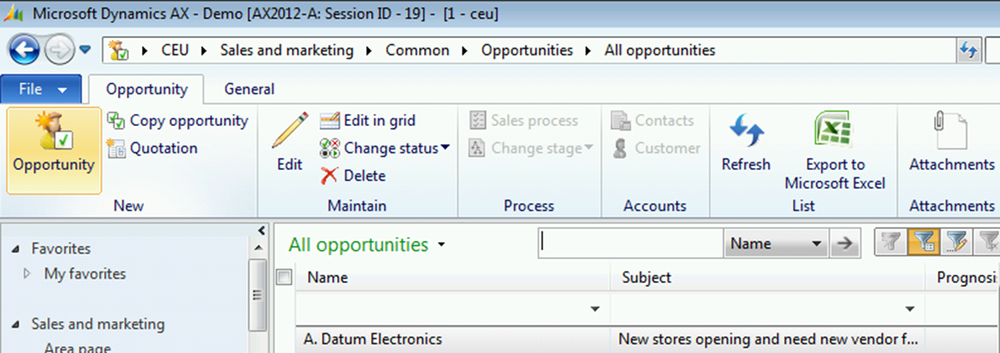 Microsoft Dynamics AX - Demo [AX2012-A: Session ID - 19] - [1 - ceu]
CEU Sales and marketing Common Opportunities All opportunities
File Opportunity General
Opportunity
Copy opportunity
Quotation
New
Edit
Edit in grid
Change status
Delete
Maintain
Sales process
Change stage
Process
Contacts
Customer
Accounts
Refresh
Export to
Microsoft Excel
List
Attachments
Attachments
Favorites
My favorites
Sales and marketing
Area page
All opportunities
Name
Name Subject Prognosi
A. Datum Electronics New stores opening and need new vendor f...